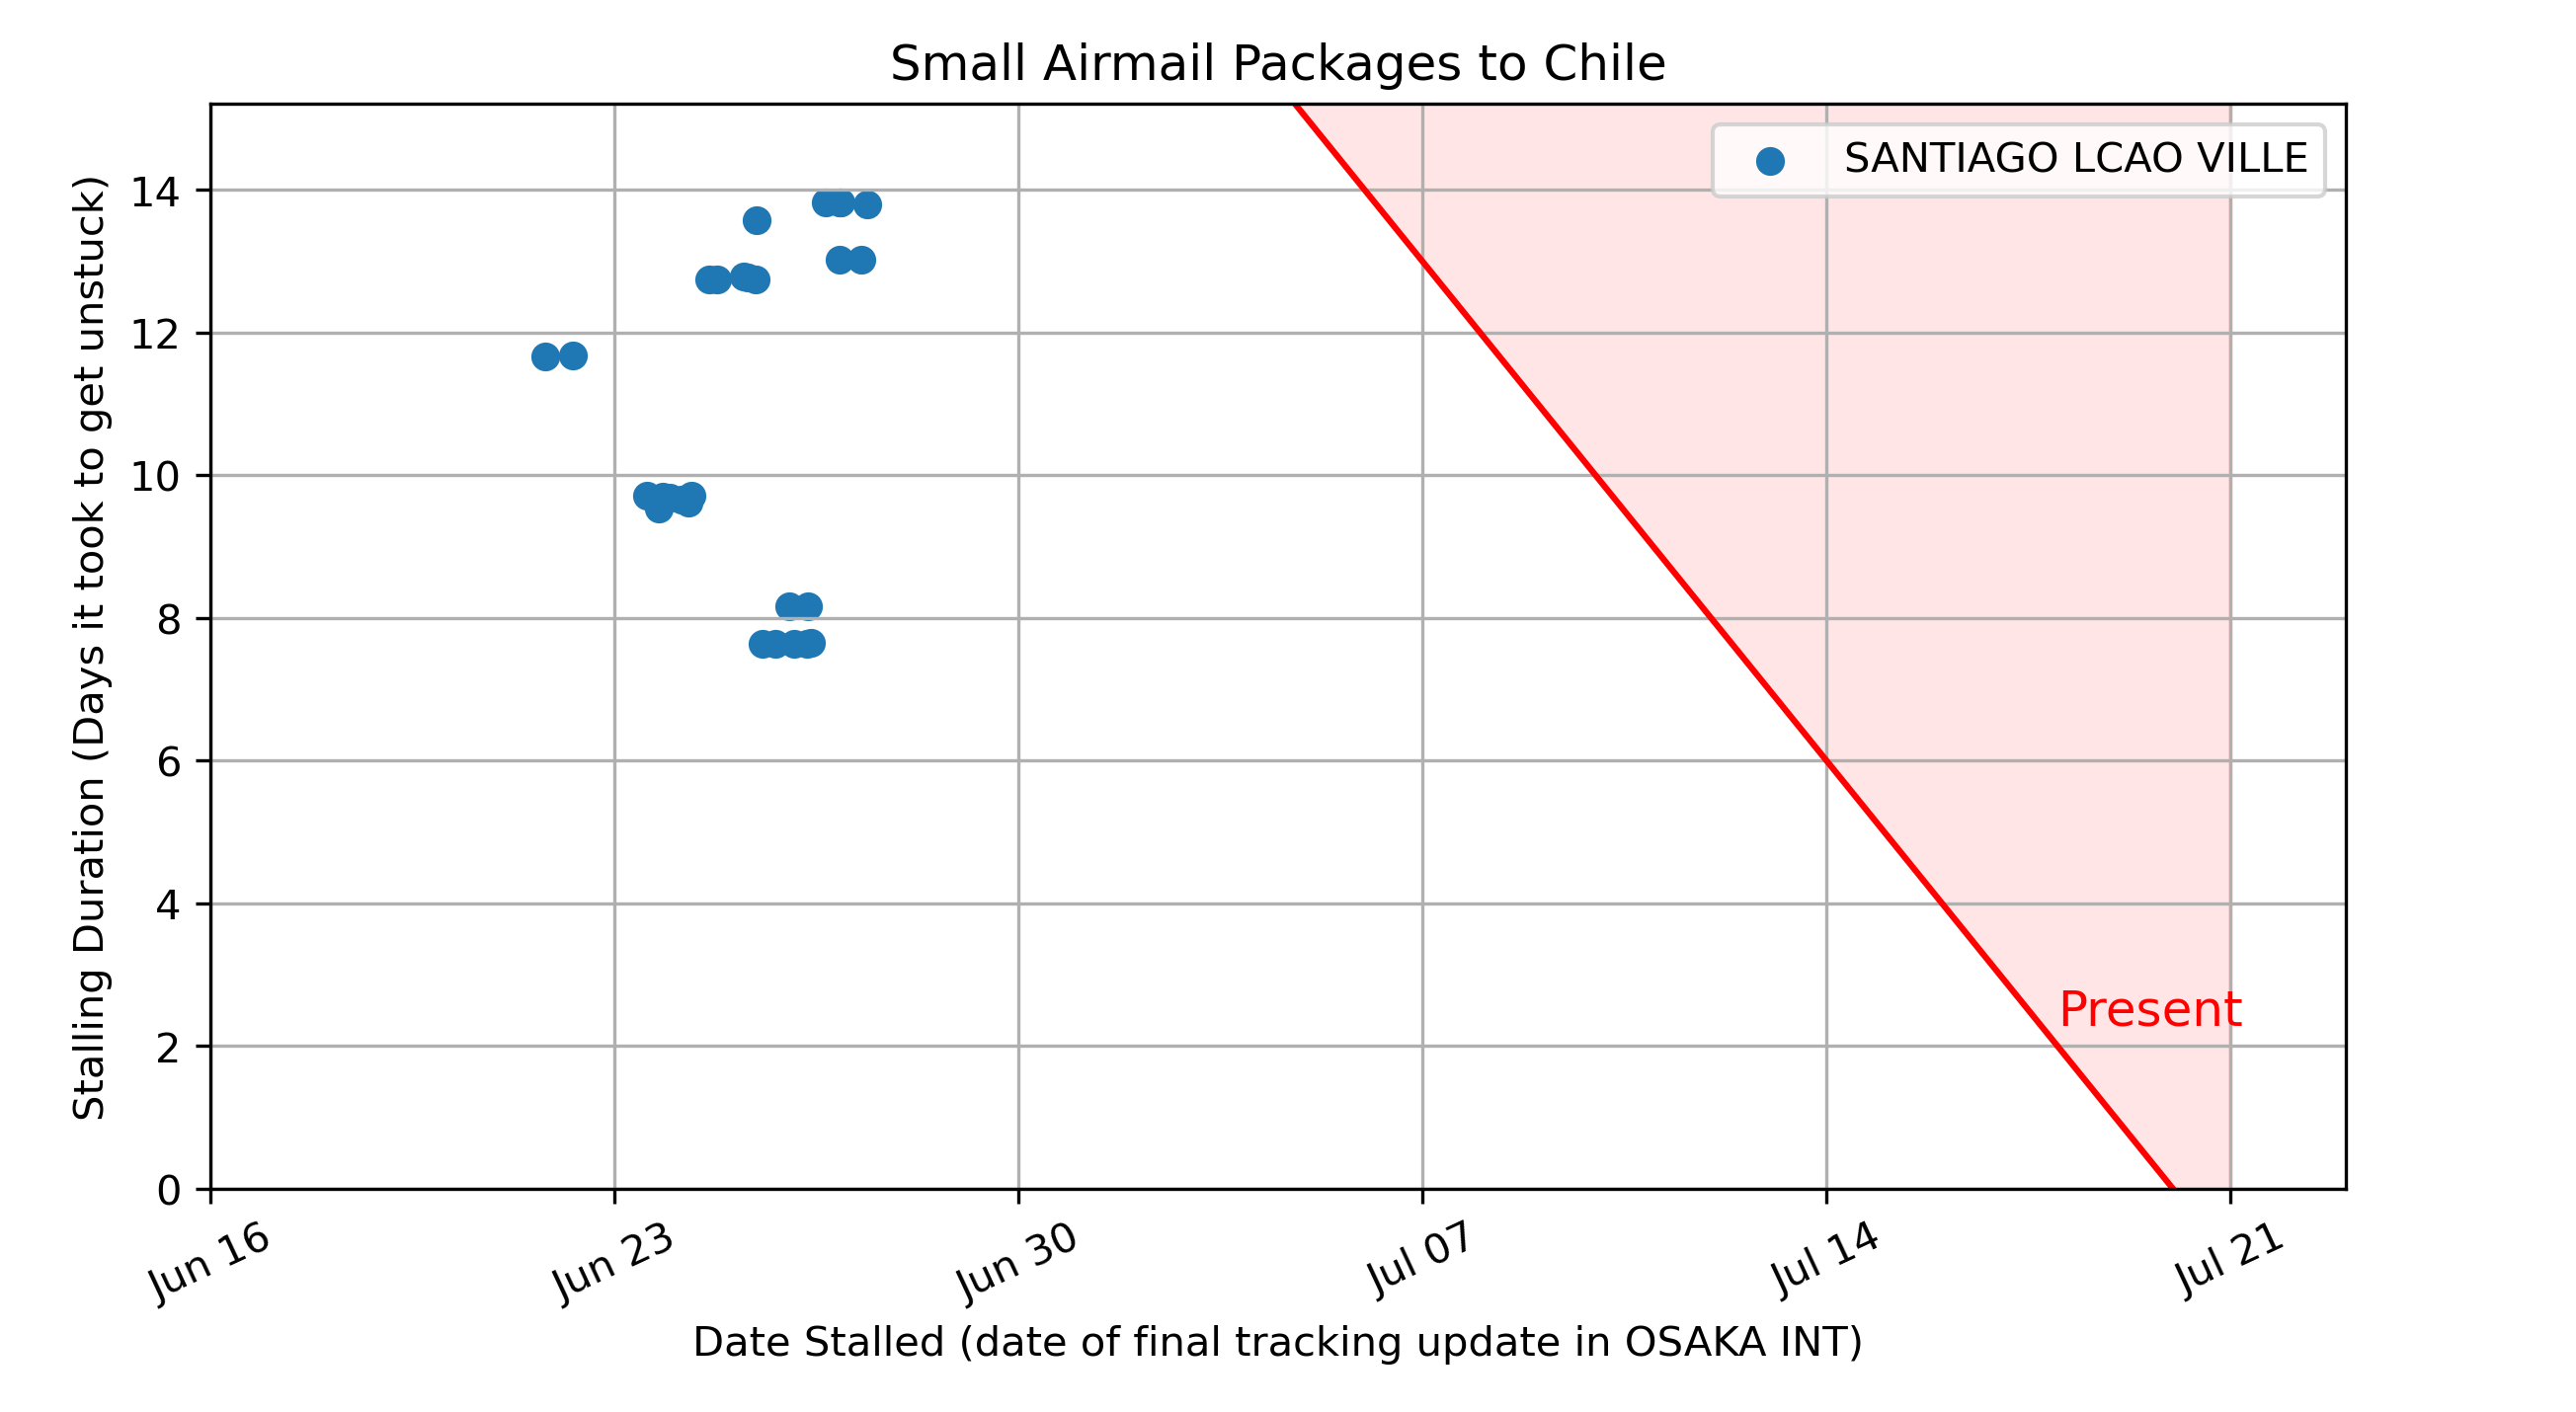 Small Airmail Packages to Chile
SANTIAGO LCAO VILLE
Stalling Duration (Days it took to get unstuck)
14
12
10
8
6
4
2
0
Present
Jun 16
Jun 23
Jun 30
Jul 07
Jul 14
Jul 21
Date Stalled (date of final tracking update in OSAKA INT)